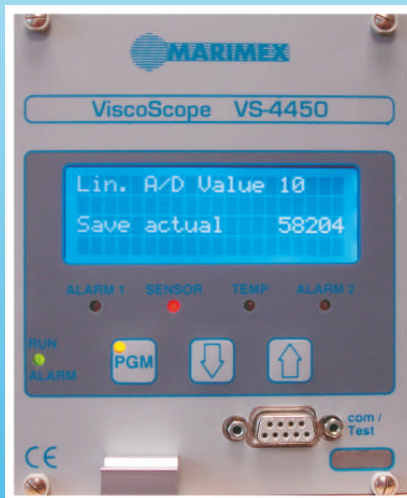 MARIMEX
ViscoScope VS-4450
Lin. A/D Value 10
Save actual 58204
ALARM 1 SENSOR TEMP ALARM 2
RUN
ALARM
PGM
com /
Test
CE